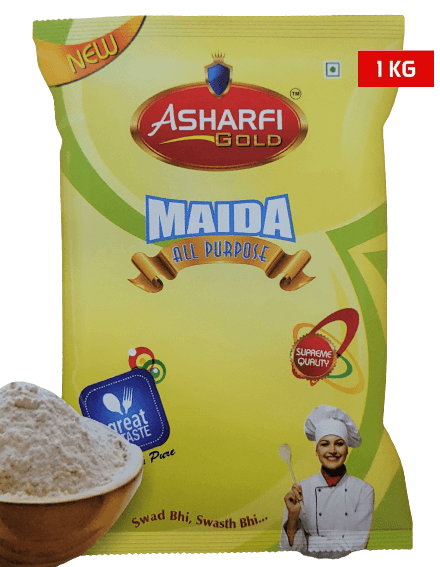 NEW
1 KG
ASHARFI
TM
GOLD
MAIDA
ALL PURPOSE
SUPREME
QUALITY
great
TASTE
Pure
Swad Bhi, Swasth Bhi...